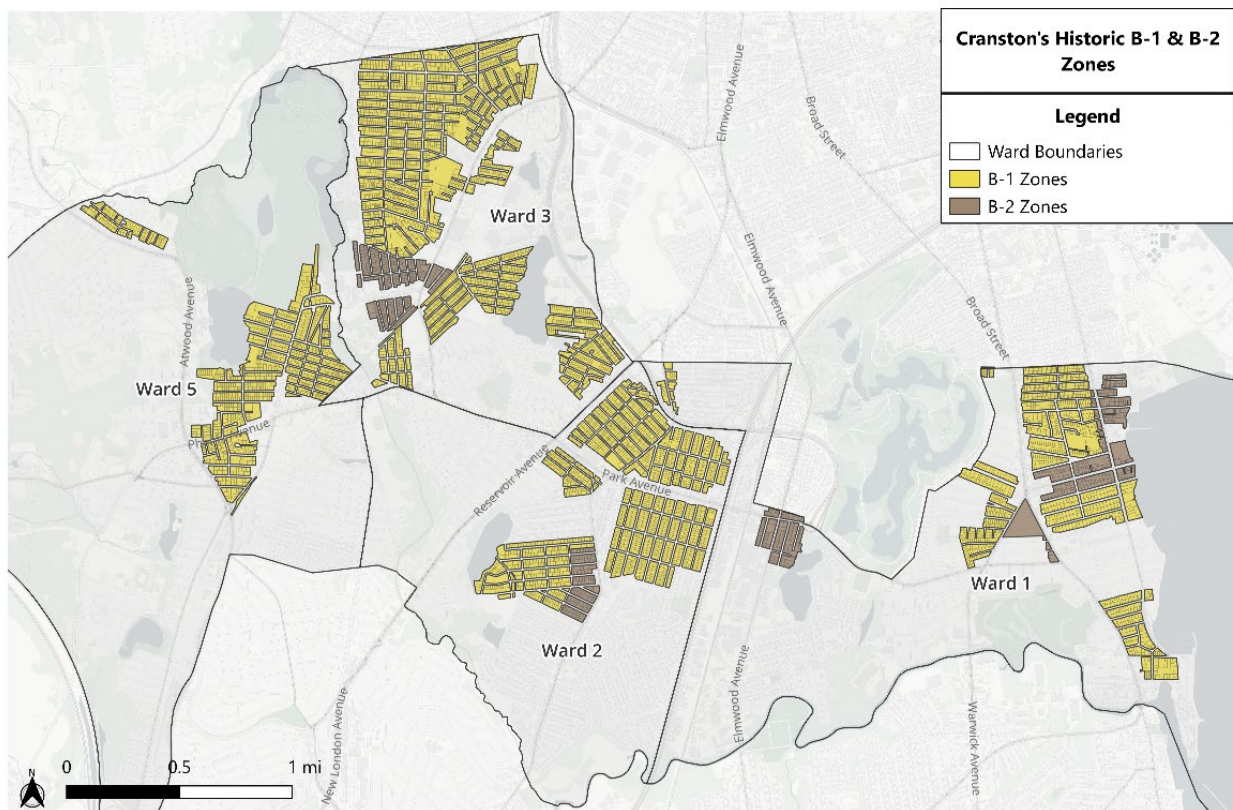 Cranston's Historic B-1 & B-2
Zones
Legend
Ward Boundaries
B-1 Zones
B-2 Zones
Elmwood Avenue
Broad Street
Ward 3
Elmwood Avenue
Atwood Avenue
Broad Street
Ward 5
Avenue
Reservoir Avenue
Park Avenue
Ward 1
Ward 2
New London Avenue
Elmwood Avenue
Warwick Avenue
0
0.5
1 mi
N